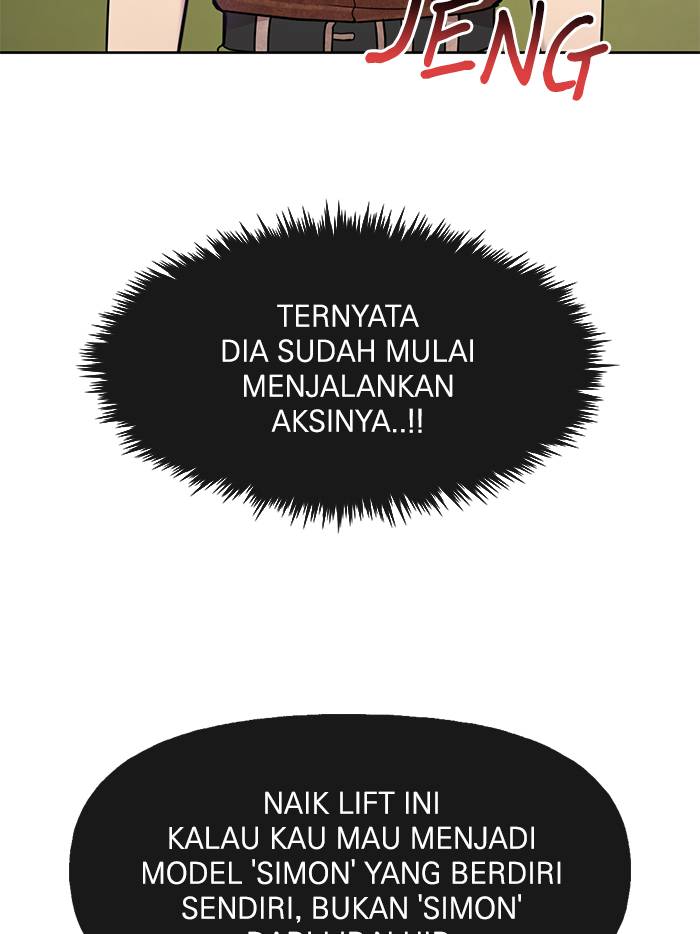 JENG
TERNYATA
DIA SUDAH MULAI
MENJALANKAN
AKSINYA..!!
NAIK LIFT INI
KALAU KAU MAU MENJADI
MODEL 'SIMON' YANG BERDIRI
SENDIRI, BUKAN 'SIMON'